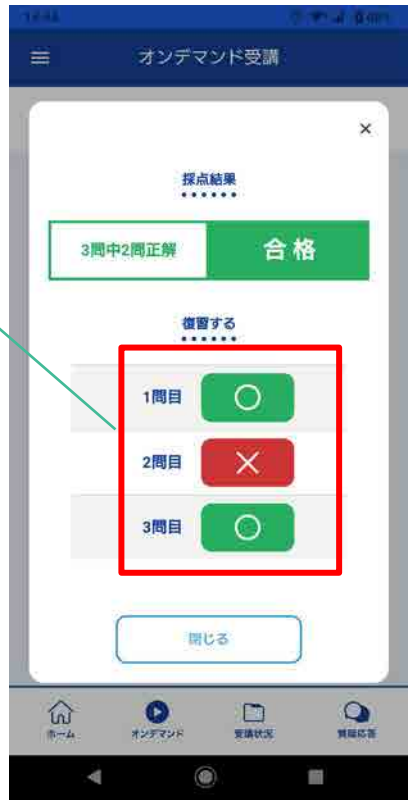 オンデマンド受講
×
採点結果
3問中2問正解 合格
復習する
1問目 ○
2問目 ×
3問目 ○
閉じる
ホーム オンデマンド 受講状況 質疑応答